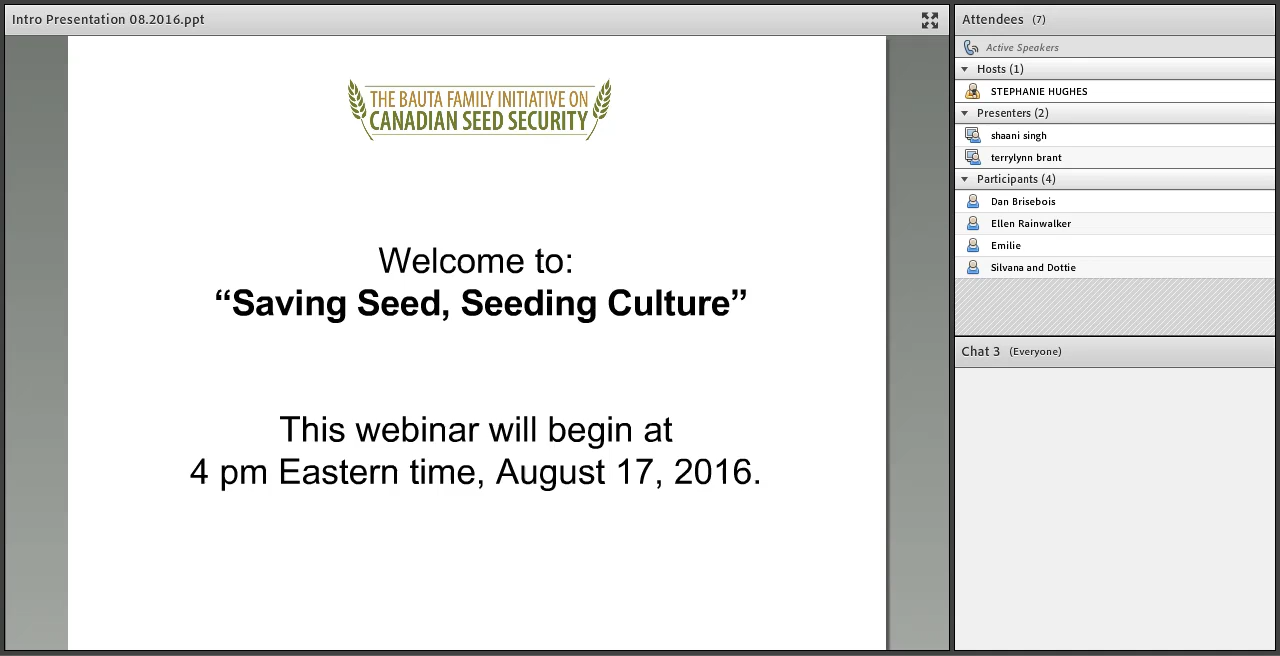 Intro Presentation 08.2016.ppt
THE BAUTA FAMILY INITIATIVE ON
CANADIAN SEED SECURITY
Welcome to:
“Saving Seed, Seeding Culture”
This webinar will begin at
4 pm Eastern time, August 17, 2016.
Attendees (7)
Active Speakers
Hosts (1)
STEPHANIE HUGHES
Presenters (2)
shaani singh
terrylynn brant
Participants (4)
Dan Brisebois
Ellen Rainwalker
Emilie
Silvana and Dottie
Chat 3 (Everyone)